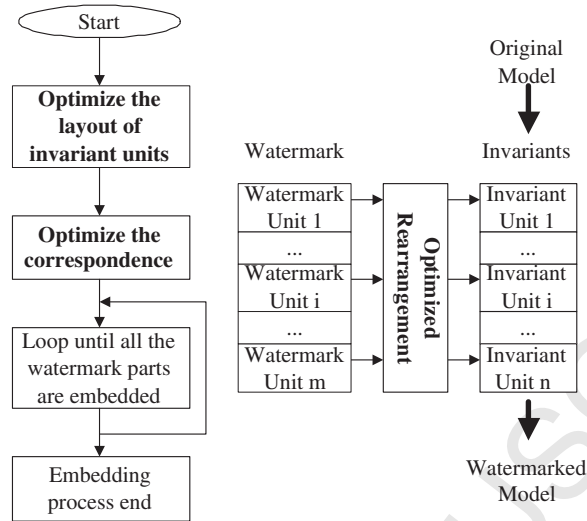 Start
Optimize the
layout of
invariant units
Optimize the
correspondence
Loop until all the
watermark parts
are embedded
Embedding
process end
Original
Model
Watermark
Invariants
Watermark
Unit 1
...
Watermark
Unit i
...
Watermark
Unit m
Optimized
Rearrangement
Invariant
Unit 1
...
Invariant
Unit i
...
Invariant
Unit n
Watermarked
Model